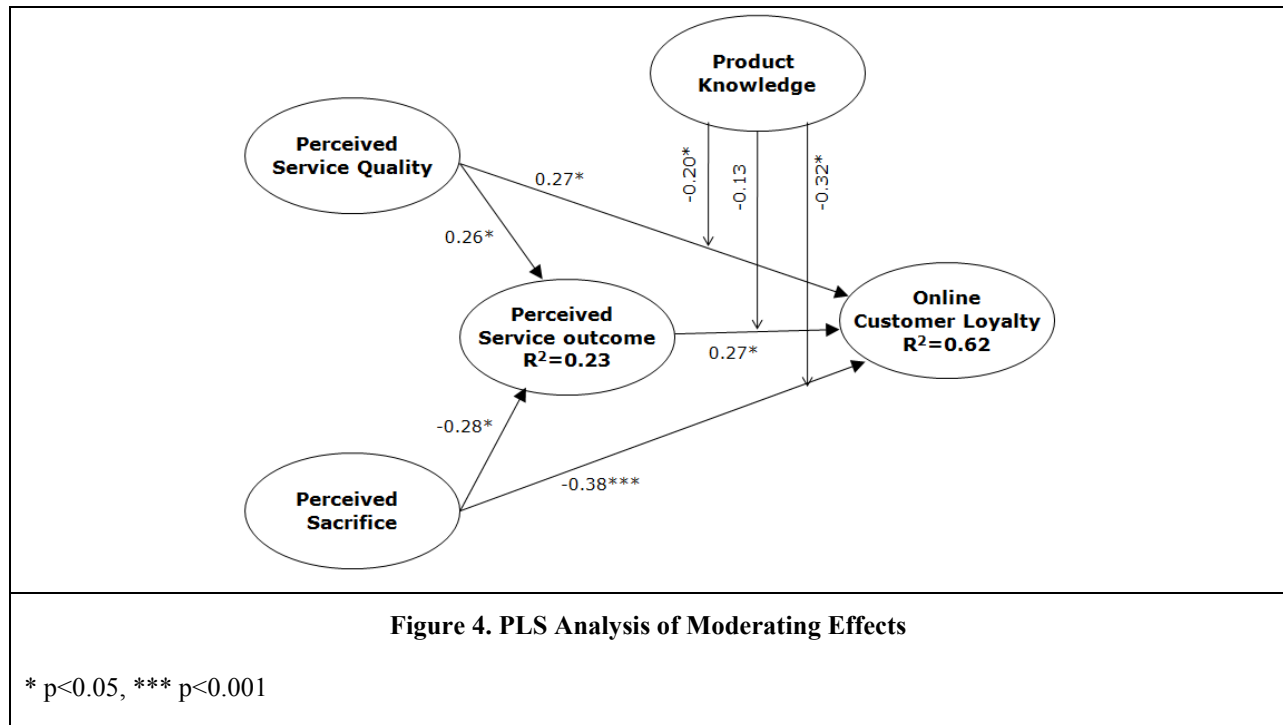 Product
Knowledge
Perceived
Service Quality
-0.20*
-0.13
-0.32*
0.27*
0.26*
Perceived
Service outcome
R²=0.23
Online
Customer Loyalty
R²=0.62
0.27*
-0.28*
-0.38***
Perceived
Sacrifice
Figure 4. PLS Analysis of Moderating Effects
* p<0.05, *** p<0.001